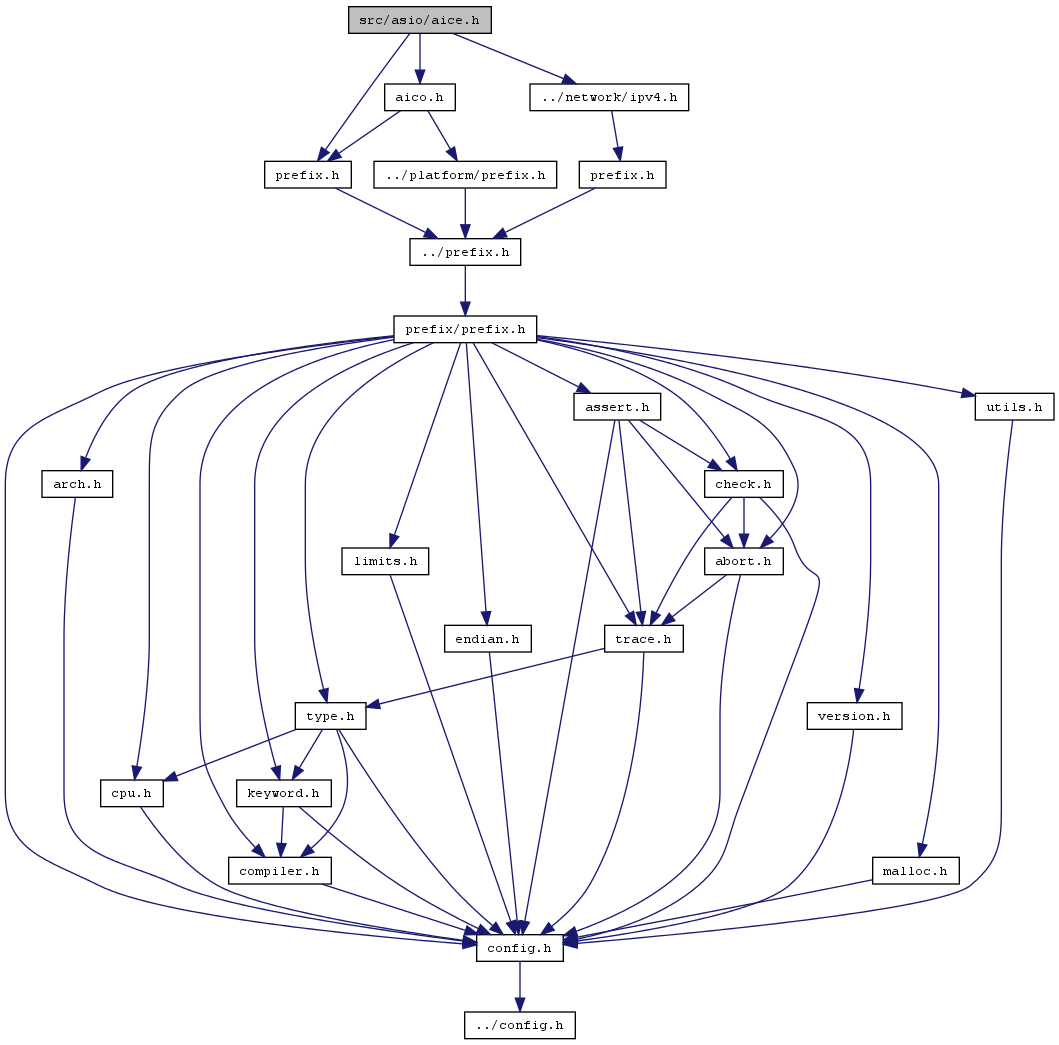 src/asio/aice.h
aico.h
../network/ipv4.h
prefix.h
../platform/prefix.h
prefix.h
../prefix.h
prefix/prefix.h
assert.h
utils.h
arch.h
check.h
limits.h
abort.h
endian.h
trace.h
type.h
version.h
cpu.h
keyword.h
compiler.h
malloc.h
config.h
../config.h